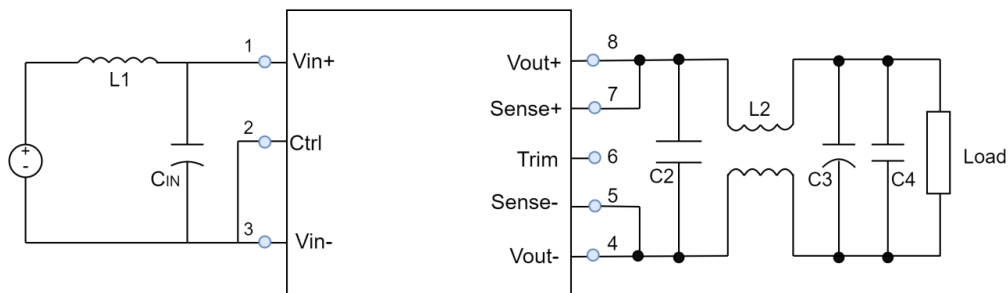 L1
+
-
CIN
1
Vin+
2
Ctrl
3
Vin-
Vout+
8
Sense+
7
Trim
6
Sense-
5
Vout-
4
C2
L2
C3
C4
Load